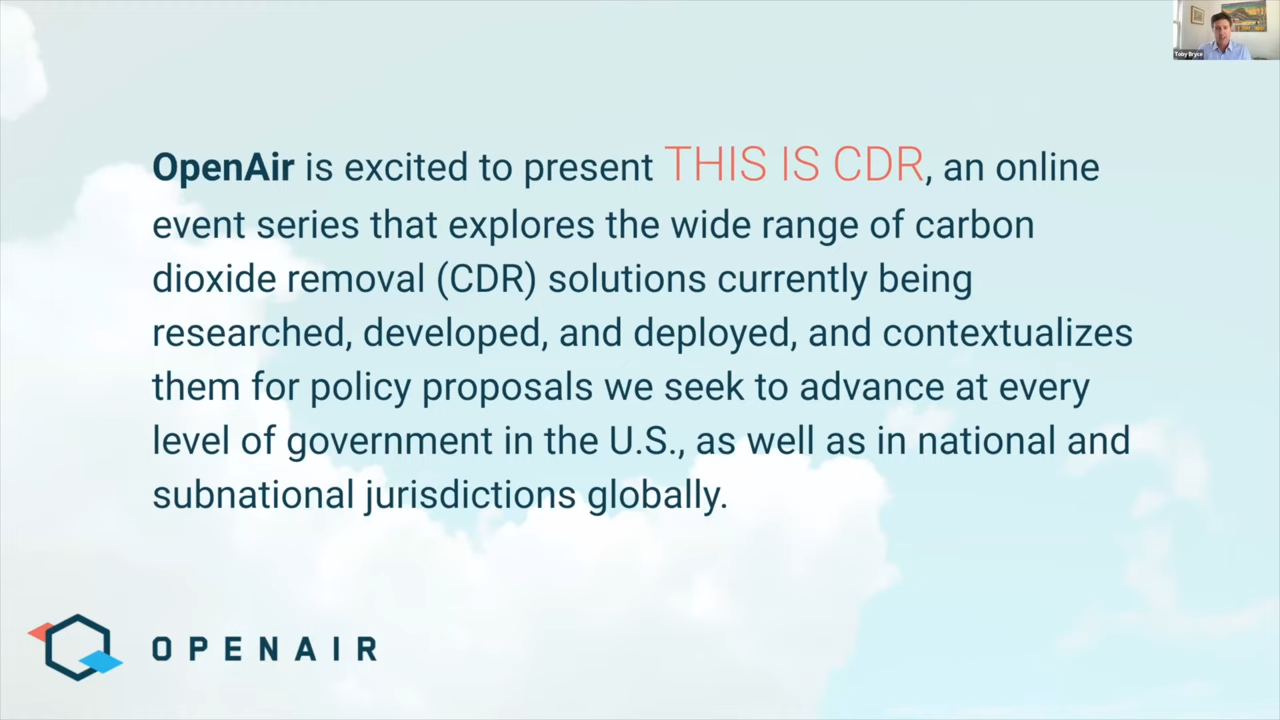 Toby Bryce
OpenAir is excited to present THIS IS CDR, an online
event series that explores the wide range of carbon
dioxide removal (CDR) solutions currently being
researched, developed, and deployed, and contextualizes
them for policy proposals we seek to advance at every
level of government in the U.S., as well as in national and
subnational jurisdictions globally.
OPENAIR